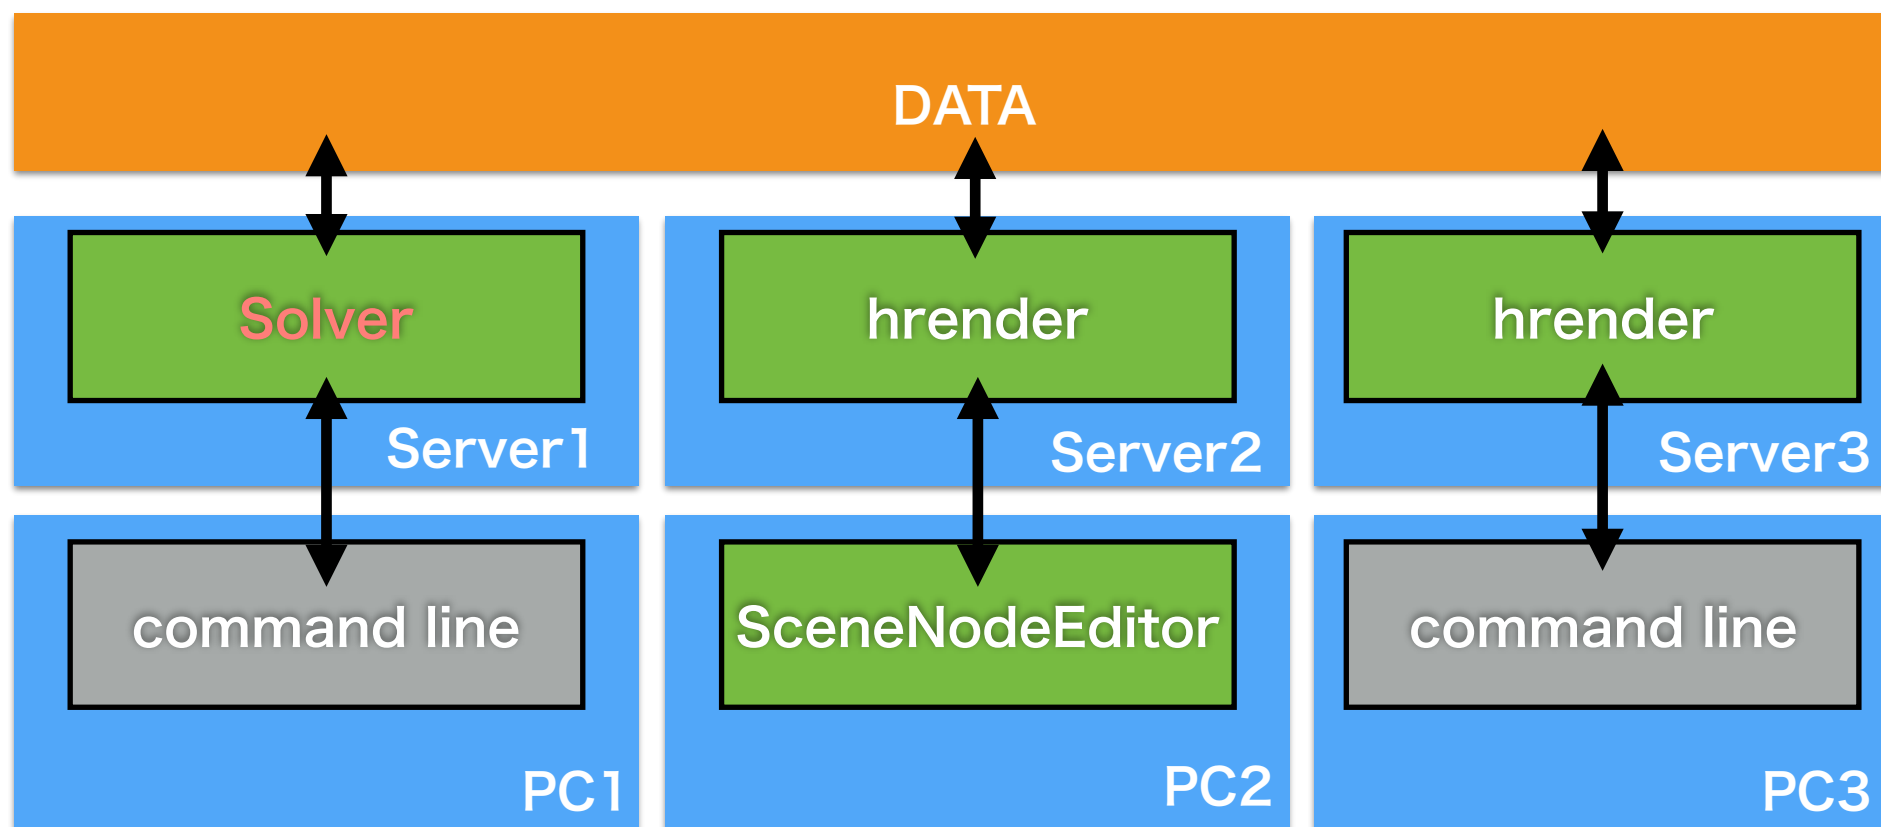 DATA
Solver
hrender
hrender
Server1
Server2
Server3
command line
SceneNodeEditor
command line
PC1
PC2
PC3